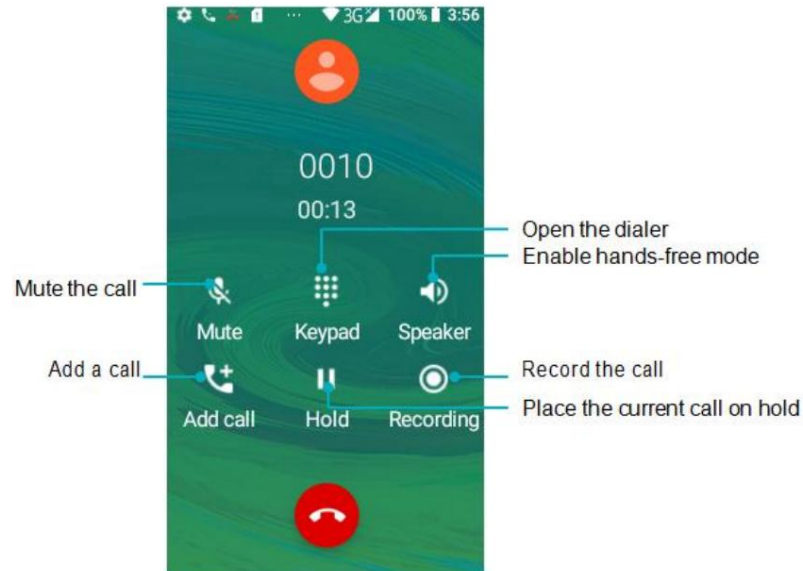 3G 100% 3:56
0010
00:13
Open the dialer
Enable hands-free mode
Mute the call
Mute Keypad Speaker
Add a call
Record the call
Place the current call on hold
Add call Hold Recording